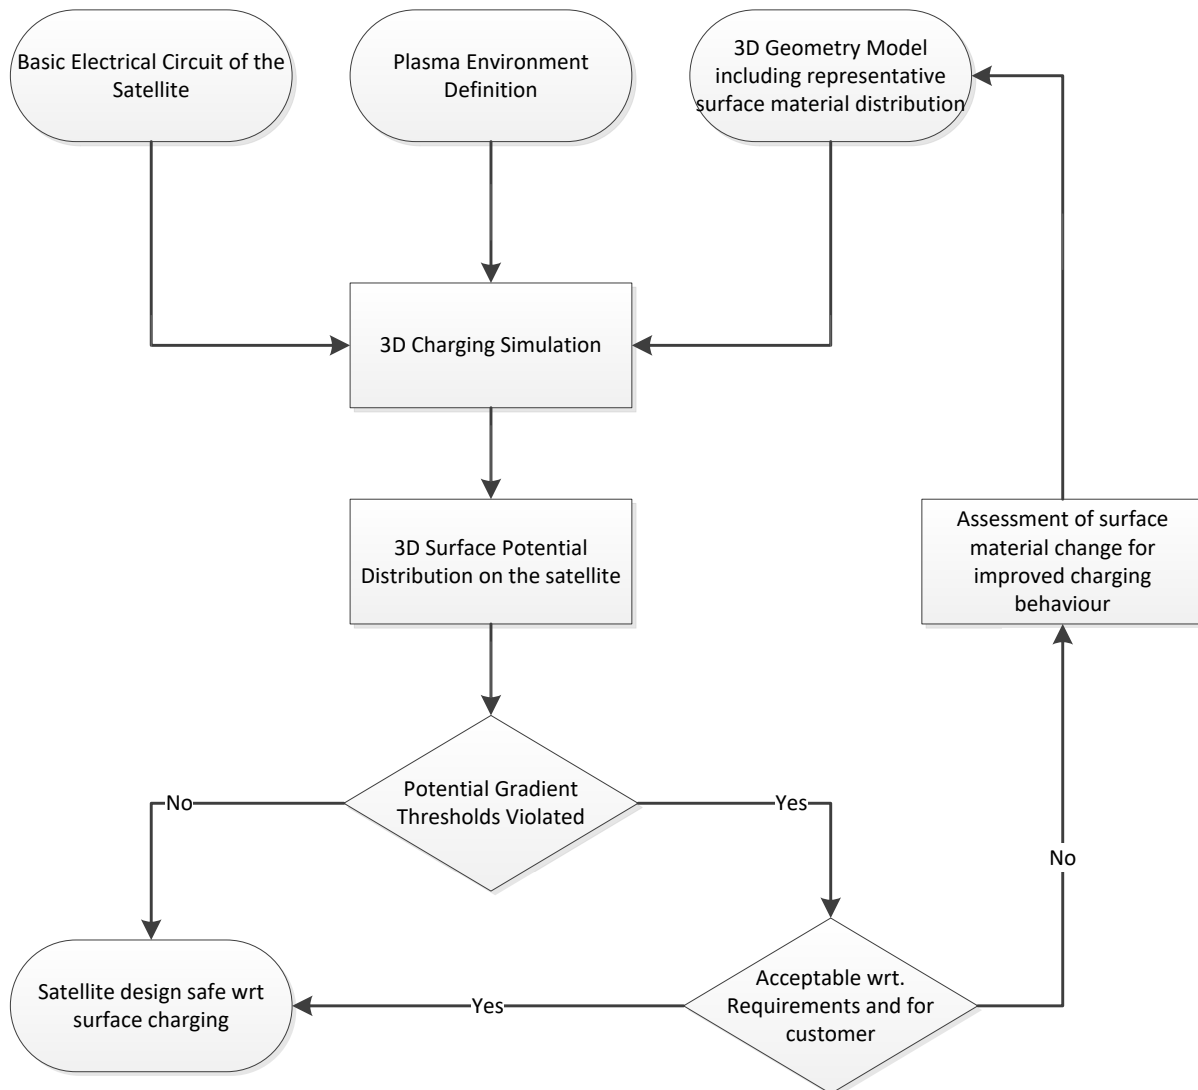 Basic Electrical Circuit of the
Satellite
Plasma Environment
Definition
3D Geometry Model
including representative
surface material distribution
3D Charging Simulation
3D Surface Potential
Distribution on the satellite
Assessment of surface
material change for
improved charging
behaviour
Potential Gradient
Thresholds Violated
No
Yes
No
Satellite design safe wrt
surface charging
Yes
Acceptable wrt.
Requirements and for
customer